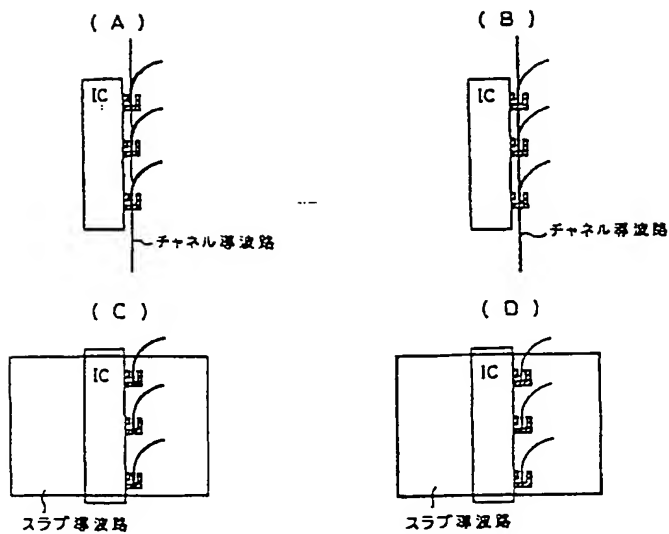 ( A )
( B )
IC
IC
チャネル導波路
チャネル導波路
( C )
( D )
IC
IC
スラブ導波路
スラブ導波路